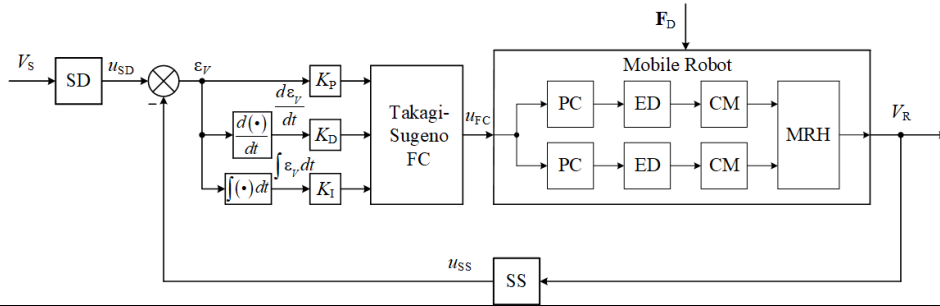 F_D
Mobile Robot
V_S
SD
u_SD
−
ε_V
K_P
d(•)/dt
dε_V/dt
K_D
∫(•)dt
∫ε_V dt
K_I
Takagi-
Sugeno
FC
u_FC
PC
ED
CM
PC
ED
CM
MRH
V_R
u_SS
SS